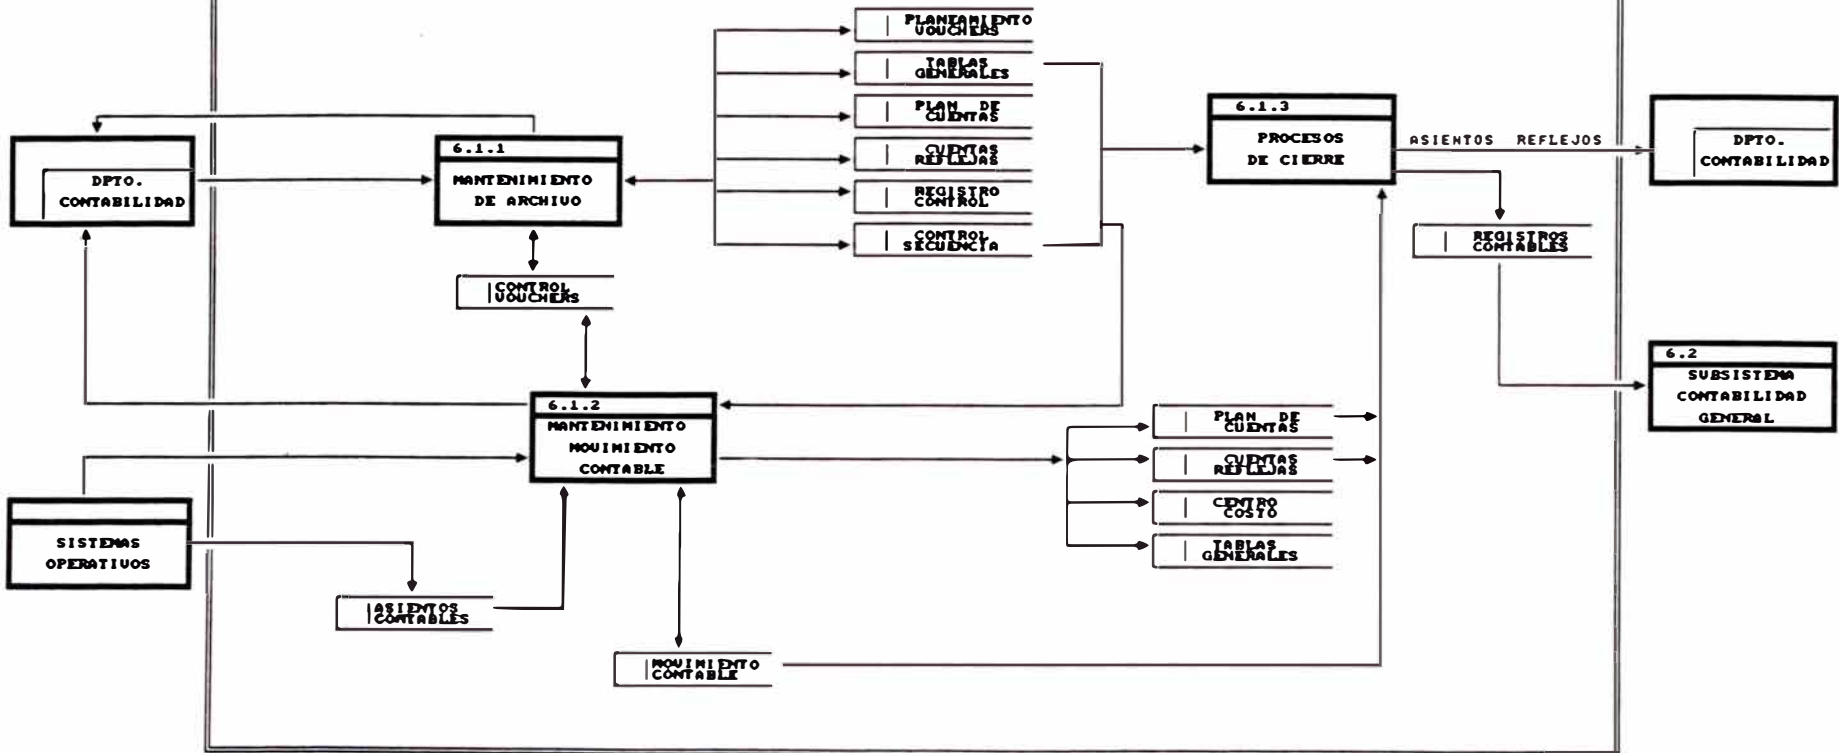 PLANTAMIENTO
VOUCHERS
TABLAS
GENERALES
PLAN DE
CUENTAS
CUENTAS
REFLEJAS
REGISTRO
CONTROL
CONTROL
SECUENCIA
6.1.1
MANTENIMIENTO
DE ARCHIVO
DPTO.
CONTABILIDAD
6.1.3
PROCESOS
DE CIERRE
ASIENTOS REFLEJOS
DPTO.
CONTABILIDAD
REGISTROS
CONTABLES
CONTROL
VOUCHERS
6.2
SUBSISTEMA
CONTABILIDAD
GENERAL
6.1.2
MANTENIMIENTO
MOVIMIENTO
CONTABLE
PLAN DE
CUENTAS
CUENTAS
REFLEJAS
CENTRO
COSTO
TABLAS
GENERALES
SISTEMAS
OPERATIVOS
ASIENTOS
CONTABLES
MOVIMIENTO
CONTABLE